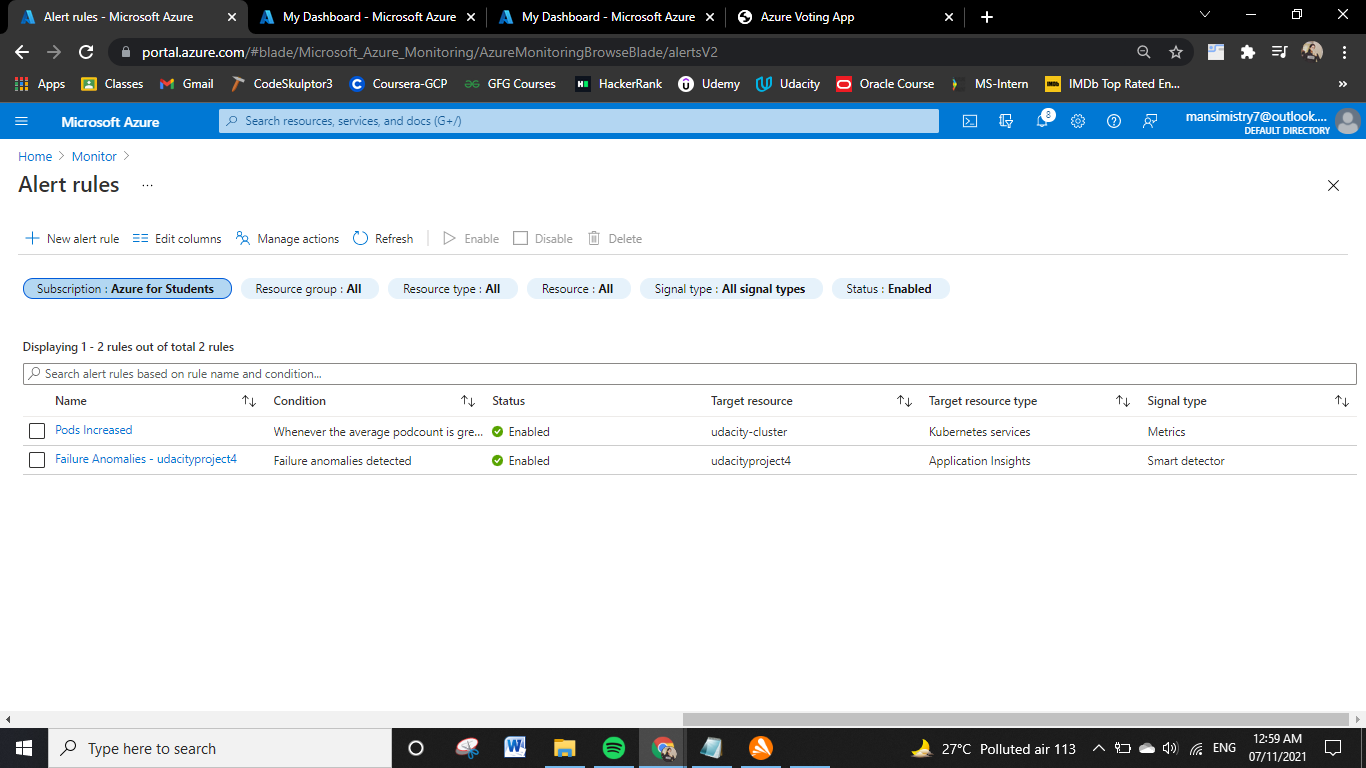 Alert rules - Microsoft Azure
My Dashboard - Microsoft Azure
My Dashboard - Microsoft Azure
Azure Voting App
portal.azure.com/#blade/Microsoft_Azure_Monitoring/AzureMonitoringBrowseBlade/alertsV2
Apps Classes Gmail CodeSkulptor3 Coursera-GCP GFG Courses HackerRank Udemy Udacity Oracle Course MS-Intern IMDb Top Rated En...
Microsoft Azure
Search resources, services, and docs (G+/)
8
mansimistry7@outlook....
DEFAULT DIRECTORY
Home > Monitor >
Alert rules ...
New alert rule Edit columns Manage actions Refresh Enable Disable Delete
Subscription : Azure for Students Resource group : All Resource type : All Resource : All Signal type : All signal types Status : Enabled
Displaying 1 - 2 rules out of total 2 rules
Search alert rules based on rule name and condition...
Name Condition Status Target resource Target resource type Signal type
Pods Increased Whenever the average podcount is gre... Enabled udacity-cluster Kubernetes services Metrics
Failure Anomalies - udacityproject4 Failure anomalies detected Enabled udacityproject4 Application Insights Smart detector
Type here to search
27°C Polluted air 113
ENG
12:59 AM
07/11/2021